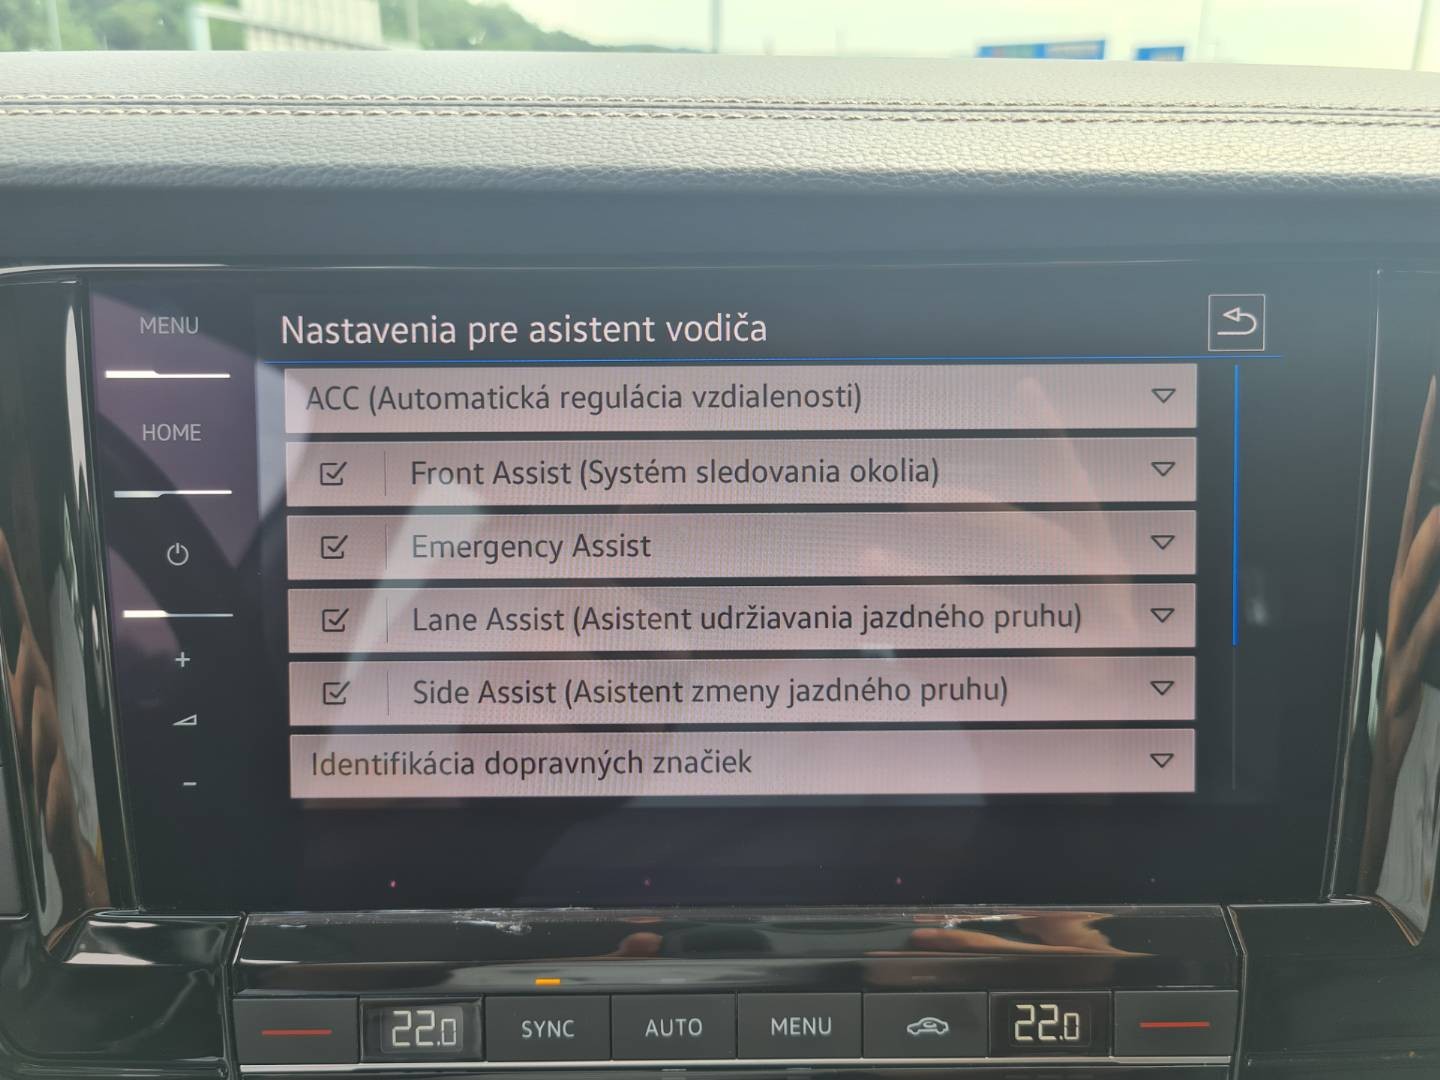 MENU
Nastavenia pre asistent vodiča
ACC (Automatická regulácia vzdialenosti)
HOME
Front Assist (Systém sledovania okolia)
Emergency Assist
Lane Assist (Asistent udržiavania jazdného pruhu)
+
Side Assist (Asistent zmeny jazdného pruhu)
Identifikácia dopravných značiek
-
22.0
SYNC
AUTO
MENU
22.0